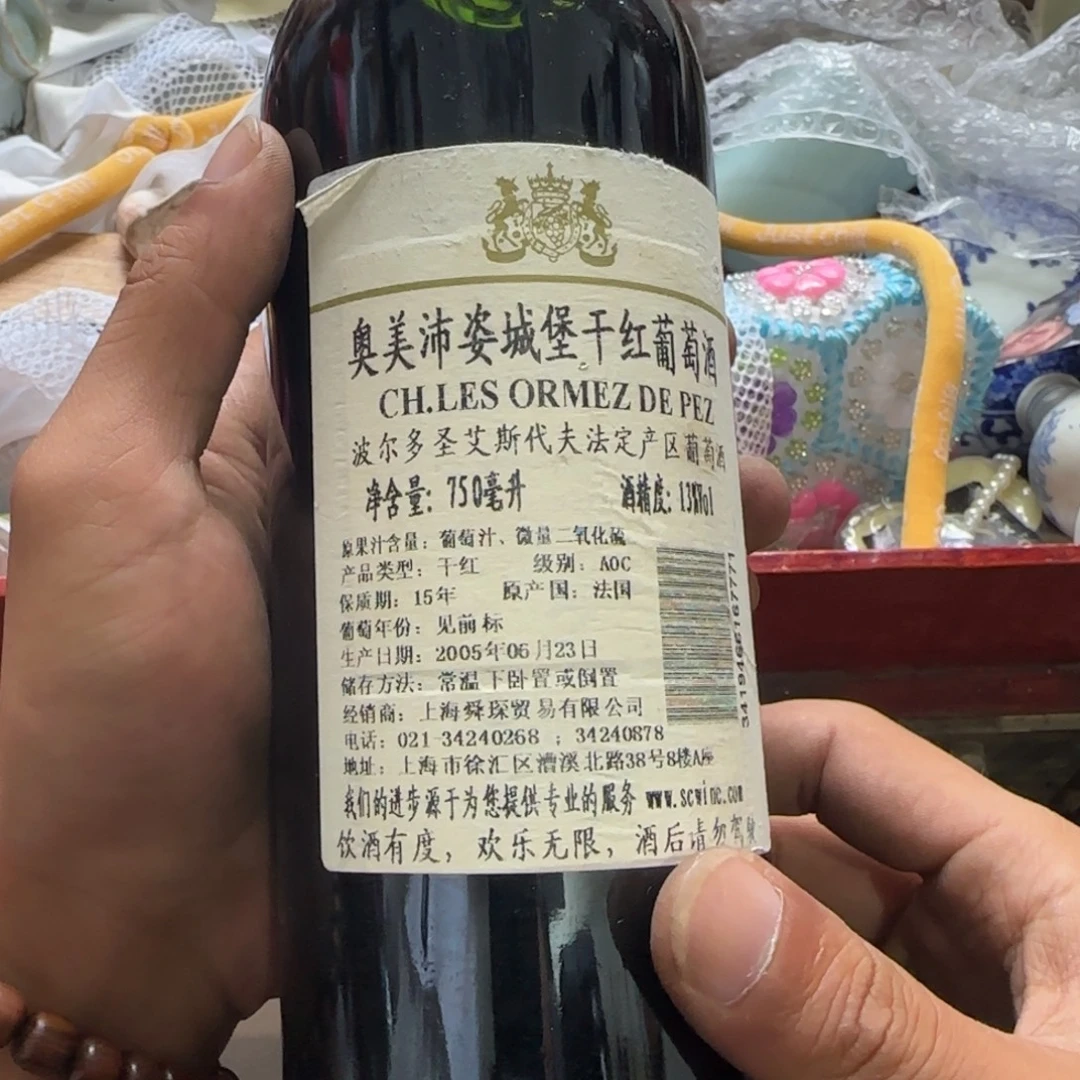 奥美沛姿城堡干红葡萄酒
CH.LES ORMEZ DE PEZ
波尔多圣艾斯代夫法定产区葡萄酒
净含量: 750毫升 酒精度: 13%Vol
原果汁含量: 葡萄汁、微量二氧化硫
产品类型: 干红 级别: AOC
保质期: 15年 原产国: 法国
葡萄年份: 见前标
生产日期: 2005年06月23日
储存方法: 常温下卧置或倒置
经销商: 上海舜琛贸易有限公司
电话: 021-34240268 ; 34240878
地址: 上海市徐汇区漕溪北路38号8楼A座
我们的进步源于为您提供专业的服务 www.scwinc.com
饮酒有度, 欢乐无限, 酒后请勿驾驶